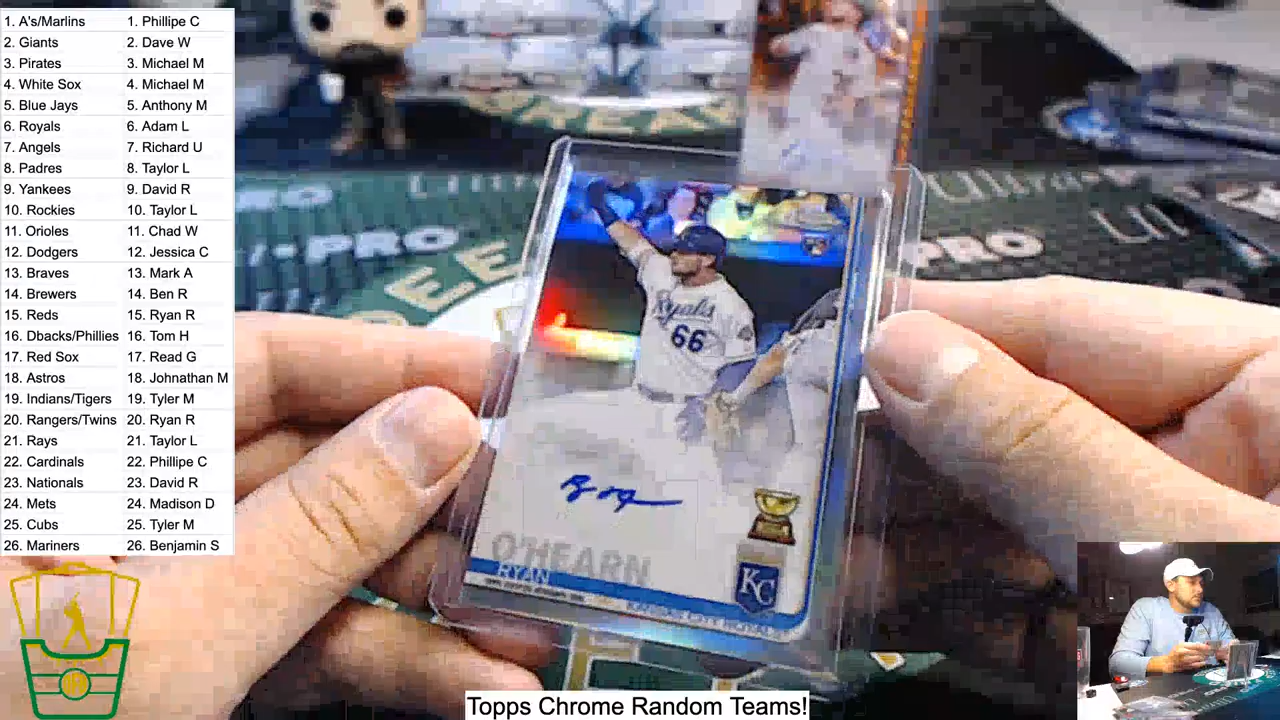 1. A's/Marlins 1. Phillipe C
2. Giants 2. Dave W
3. Pirates 3. Michael M
4. White Sox 4. Michael M
5. Blue Jays 5. Anthony M
6. Royals 6. Adam L
7. Angels 7. Richard U
8. Padres 8. Taylor L
9. Yankees 9. David R
10. Rockies 10. Taylor L
11. Orioles 11. Chad W
12. Dodgers 12. Jessica C
13. Braves 13. Mark A
14. Brewers 14. Ben R
15. Reds 15. Ryan R
16. Dbacks/Phillies 16. Tom H
17. Red Sox 17. Read G
18. Astros 18. Johnathan M
19. Indians/Tigers 19. Tyler M
20. Rangers/Twins 20. Ryan R
21. Rays 21. Taylor L
22. Cardinals 22. Phillipe C
23. Nationals 23. David R
24. Mets 24. Madison D
25. Cubs 25. Tyler M
26. Mariners 26. Benjamin S
Ultra
PRO
PRO
Royals
66
O'HEARN
RYAN
KANSAS CITY ROYALS
KC
Topps Chrome Random Teams!